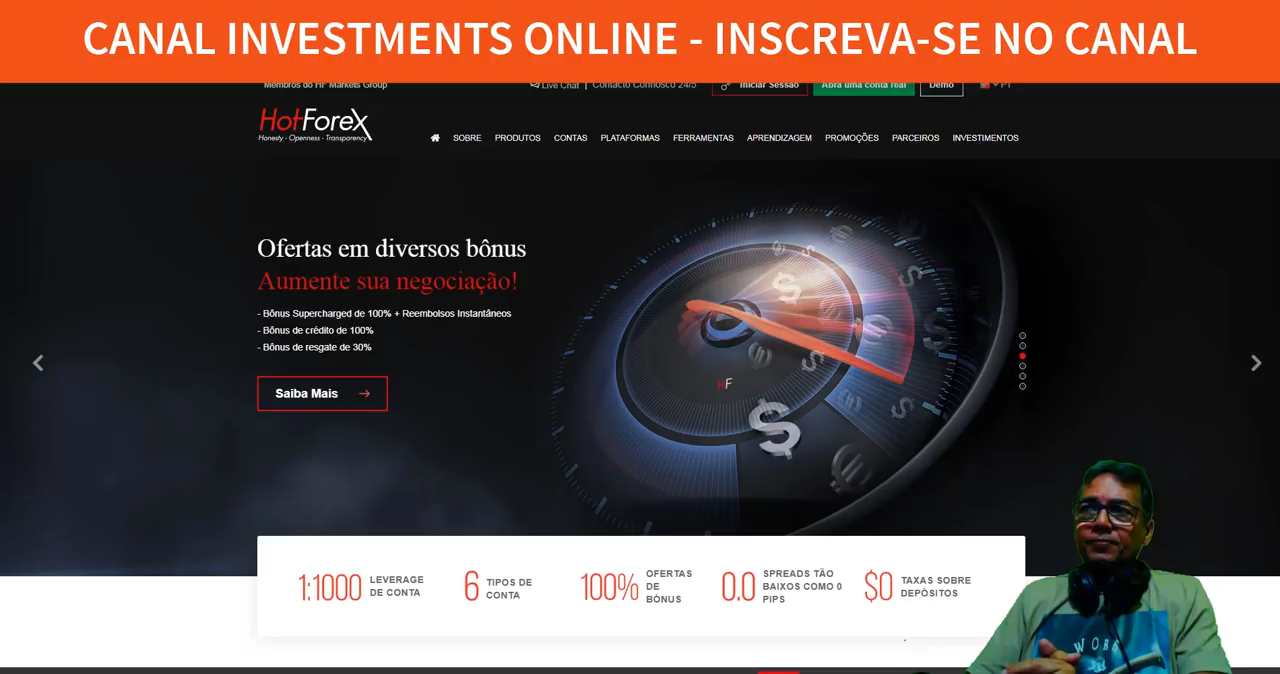 CANAL INVESTMENTS ONLINE - INSCREVA-SE NO CANAL
Membros do HF Markets Group
Live Chat | Contacto Connosco 24/5
Iniciar Sessão
Abra uma conta real
Demo
PT
HotForex
Honesty - Openness - Transparency
SOBRE PRODUTOS CONTAS PLATAFORMAS FERRAMENTAS APRENDIZAGEM PROMOÇÕES PARCEIROS INVESTIMENTOS
Ofertas em diversos bônus
Aumente sua negociação!
- Bônus Supercharged de 100% + Reembolsos Instantâneos
- Bônus de crédito de 100%
- Bônus de resgate de 30%
Saiba Mais
HF
1:1000 LEVERAGE
DE CONTA
6 TIPOS DE
CONTA
100% OFERTAS
DE
BÔNUS
0.0 SPREADS TÃO
BAIXOS COMO 0
PIPS
$0 TAXAS SOBRE
DEPÓSITOS
WORK